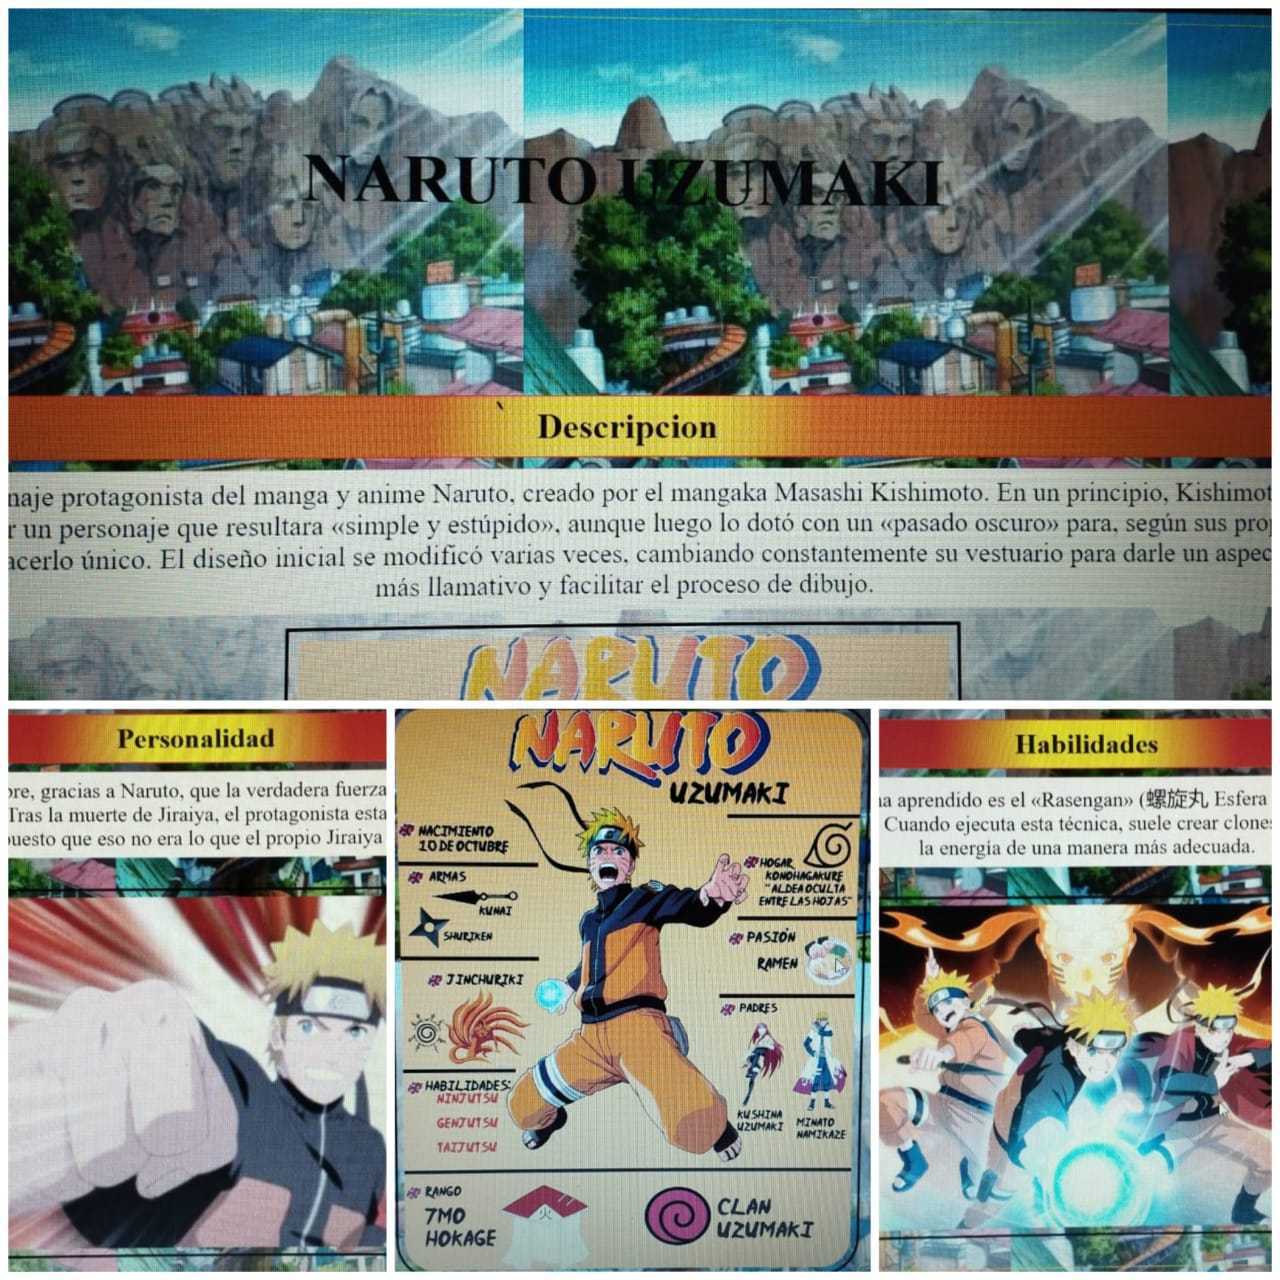 NARUTO UZUMAKI
Descripcion
naje protagonista del manga y anime Naruto, creado por el mangaka Masashi Kishimoto. En un principio, Kishimot
r un personaje que resultara «simple y estúpido», aunque luego lo dotó con un «pasado oscuro» para, según sus prop
acerlo único. El diseño inicial se modificó varias veces, cambiando constantemente su vestuario para darle un aspec
más llamativo y facilitar el proceso de dibujo.
NARUTO
Personalidad
ore, gracias a Naruto, que la verdadera fuerza
Tras la muerte de Jiraiya, el protagonista esta
puesto que eso no era lo que el propio Jiraiya
NARUTO
UZUMAKI
NACIMIENTO
10 DE OCTUBRE
ARMAS
KUNAI
SHURIKEN
JINCHURIKI
HABILIDADES:
NINJUTSU
GENJUTSU
TAIJUTSU
HOGAR
KONOHAGAKURE
"ALDEA OCULTA
ENTRE LAS HOJAS"
PASIÓN
RAMEN
PADRES
KUSHINA
UZUMAKI
MINATO
NAMIKAZE
RANGO
7MO
HOKAGE
火
CLAN
UZUMAKI
Habilidades
na aprendido es el «Rasengan» (螺旋丸 Esfera
Cuando ejecuta esta técnica, suele crear clones
la energía de una manera más adecuada.